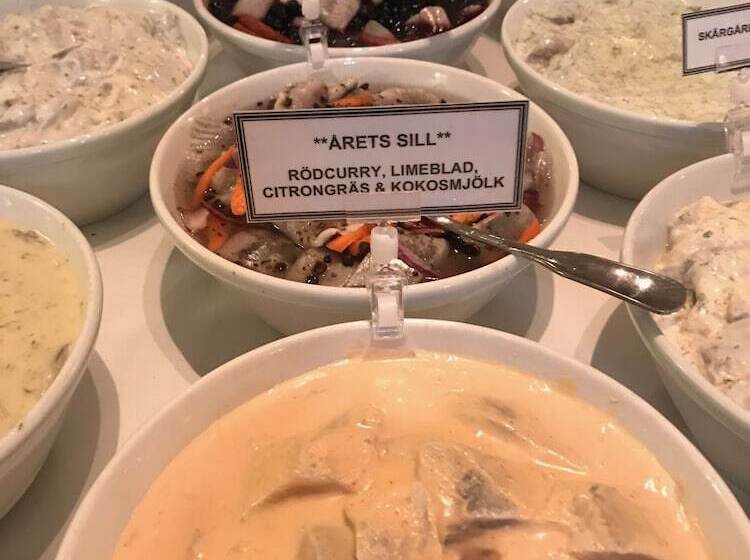 **ÅRETS SILL**
RÖDCURRY, LIMEBLAD,
CITRONGRÄS & KOKOSMJÖLK